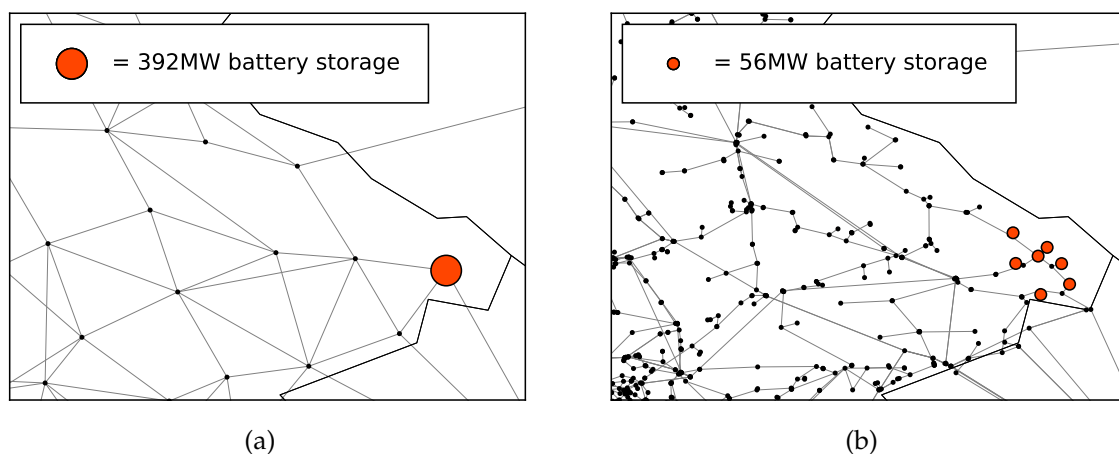 = 392MW battery storage
= 56MW battery storage
(a)
(b)